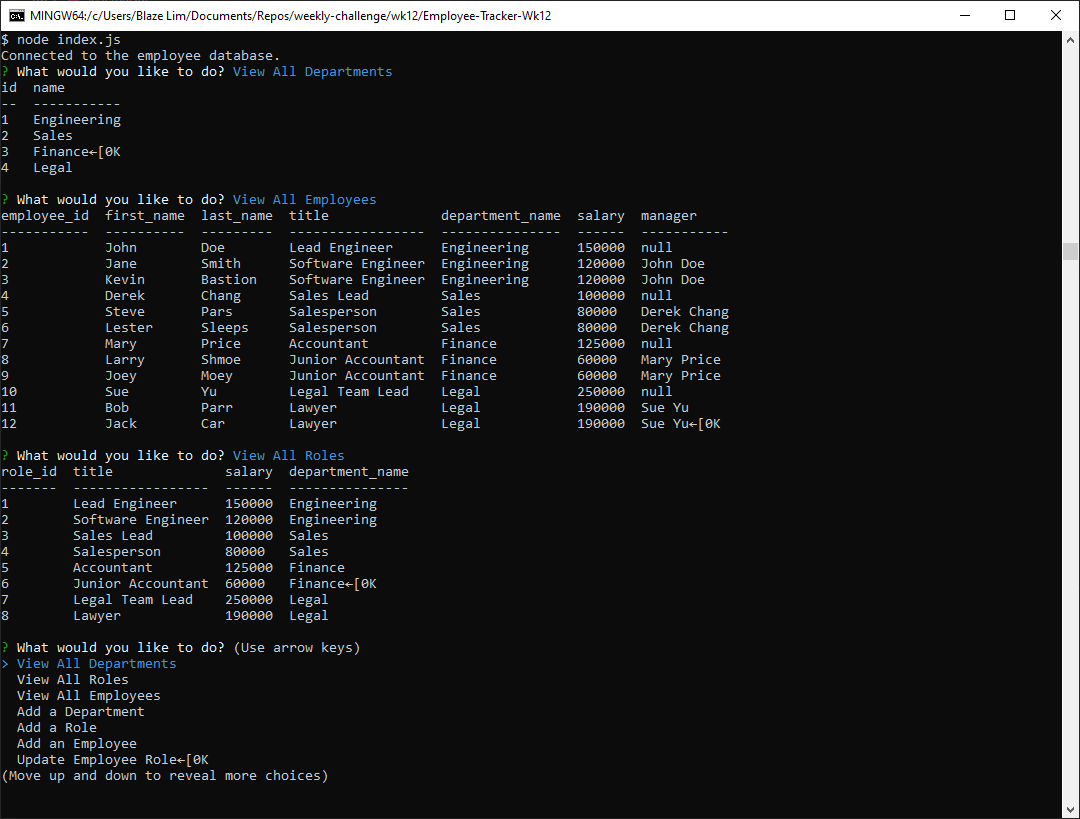 MINGW64:/c/Users/Blaze Lim/Documents/Repos/weekly-challenge/wk12/Employee-Tracker-Wk12
$ node index.js
Connected to the employee database.
? What would you like to do? View All Departments
id  name
--  -----------
1   Engineering
2   Sales
3   Finance←[0K
4   Legal

? What would you like to do? View All Employees
employee_id  first_name  last_name  title              department_name  salary  manager
-----------  ----------  ---------  -----------------  ---------------  ------  -----------
1            John        Doe        Lead Engineer      Engineering      150000  null
2            Jane        Smith      Software Engineer  Engineering      120000  John Doe
3            Kevin       Bastion    Software Engineer  Engineering      120000  John Doe
4            Derek       Chang      Sales Lead         Sales            100000  null
5            Steve       Pars       Salesperson        Sales            80000   Derek Chang
6            Lester      Sleeps     Salesperson        Sales            80000   Derek Chang
7            Mary        Price      Accountant         Finance          125000  null
8            Larry       Shmoe      Junior Accountant  Finance          60000   Mary Price
9            Joey        Moey       Junior Accountant  Finance          60000   Mary Price
10           Sue         Yu         Legal Team Lead    Legal            250000  null
11           Bob         Parr       Lawyer             Legal            190000  Sue Yu
12           Jack        Car        Lawyer             Legal            190000  Sue Yu←[0K

? What would you like to do? View All Roles
role_id  title              salary  department_name
-------  -----------------  ------  ---------------
1        Lead Engineer      150000  Engineering
2        Software Engineer  120000  Engineering
3        Sales Lead         100000  Sales
4        Salesperson        80000   Sales
5        Accountant         125000  Finance
6        Junior Accountant  60000   Finance←[0K
7        Legal Team Lead    250000  Legal
8        Lawyer             190000  Legal

? What would you like to do? (Use arrow keys)
> View All Departments
  View All Roles
  View All Employees
  Add a Department
  Add a Role
  Add an Employee
  Update Employee Role←[0K
(Move up and down to reveal more choices)